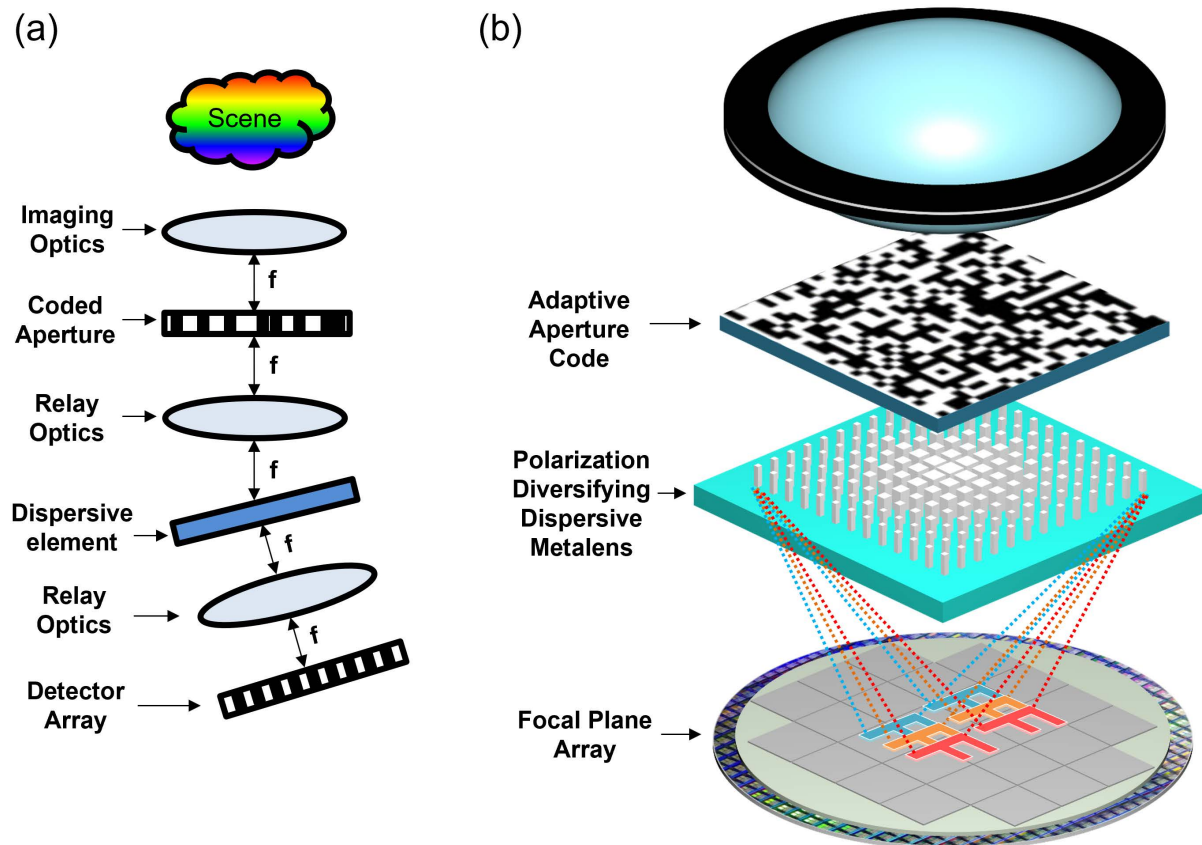 (a)
Scene
Imaging
Optics
f
Coded
Aperture
f
Relay
Optics
f
Dispersive
element
f
Relay
Optics
f
Detector
Array
(b)
Adaptive
Aperture
Code
Polarization
Diversifying
Dispersive
Metalens
Focal Plane
Array